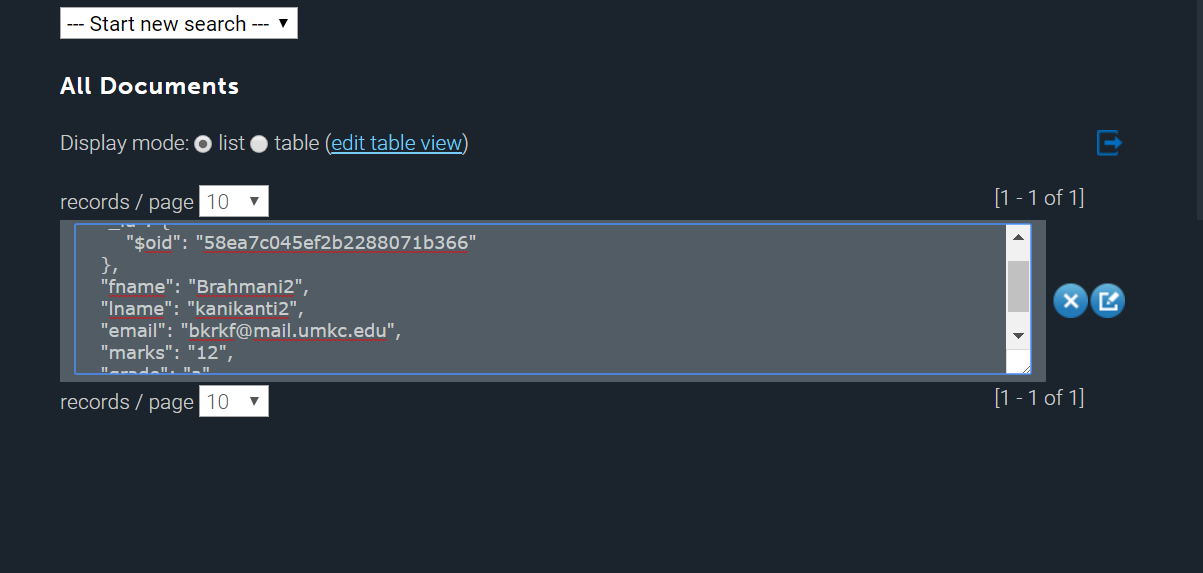 --- Start new search ---
All Documents
Display mode: list table (edit table view)
records / page 10
[1 - 1 of 1]
"_id": {
"$oid": "58ea7c045ef2b2288071b366"
},
"fname": "Brahmani2",
"lname": "kanikanti2",
"email": "bkrkf@mail.umkc.edu",
"marks": "12",
"grade": "a"
records / page 10
[1 - 1 of 1]